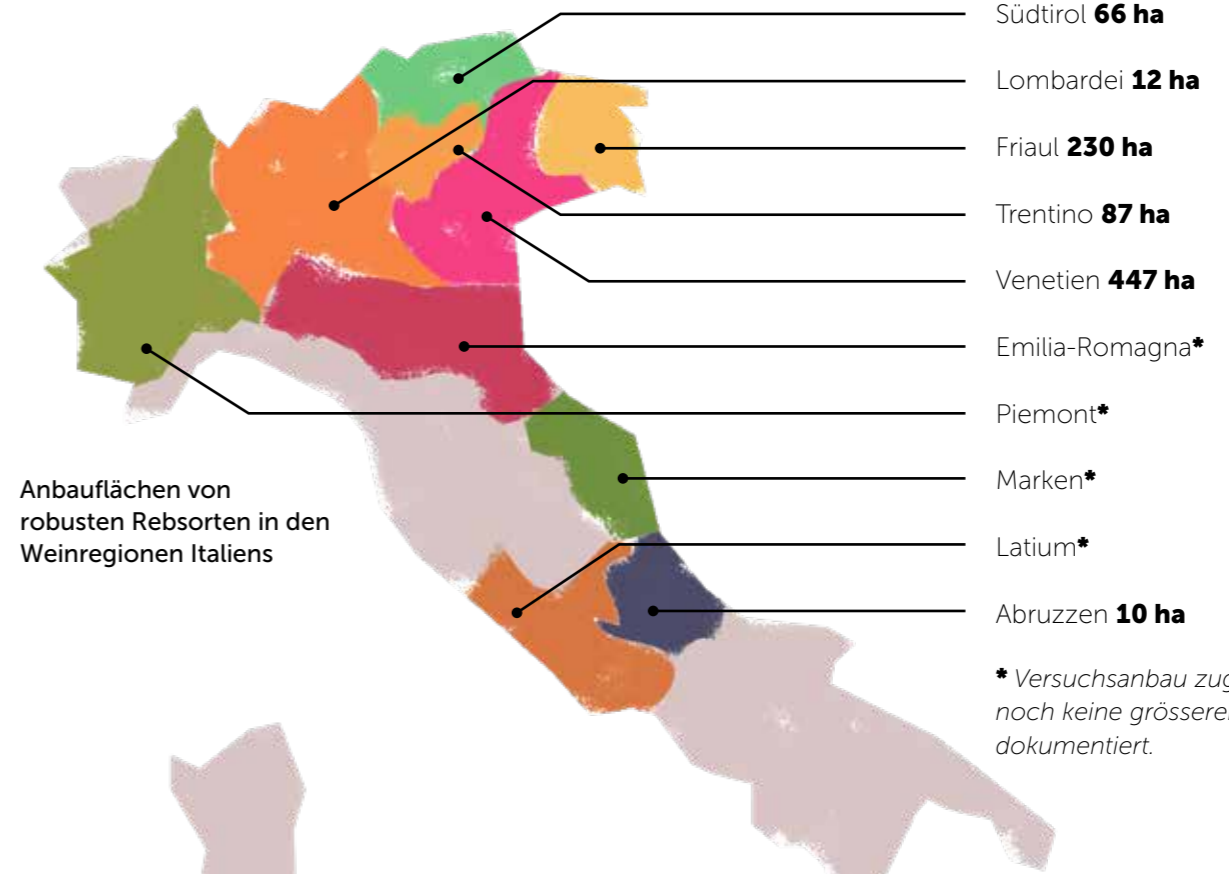 Südtirol 66 ha
Lombardei 12 ha
Friaul 230 ha
Trentino 87 ha
Venetien 447 ha
Emilia-Romagna*
Piemont*
Marken*
Latium*
Abruzzen 10 ha
Anbauflächen von
robusten Rebsorten in den
Weinregionen Italiens
* Versuchsanbau
noch keine
dokumentiert.